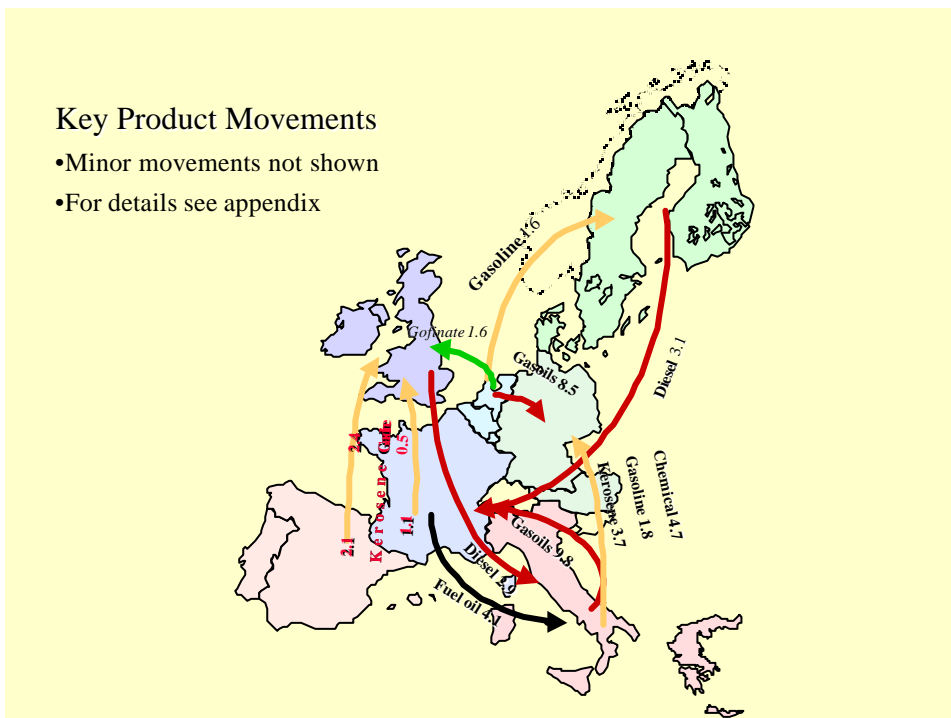 Key Product Movements
•Minor movements not shown
•For details see appendix
Gasoline 1.6
Gofinate 1.6
Gasoils 8.5
Diesel 3.1
2.4
0.5
Kerosene
2.1
1.1
Chemical 4.7
Gasoline 1.8
Kerosene 3.7
Gasoils 9.8
Diesel
Fuel oil 4.1